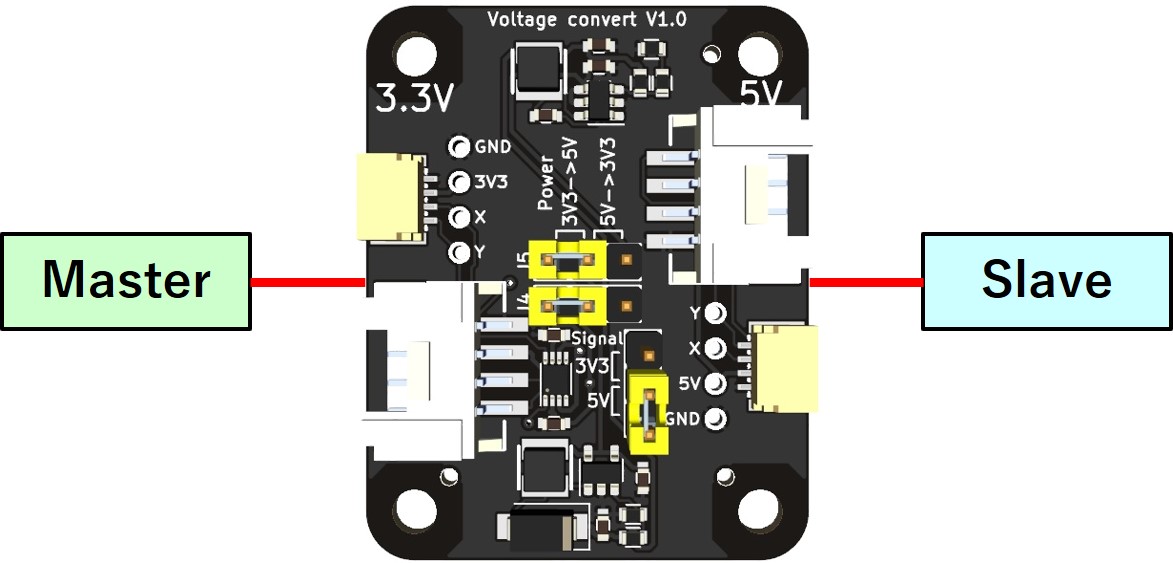 Voltage convert V1.0
3.3V
5V
GND
3V3
X
Y
Power
3V3->5V
5V->3V3
J5
J4
Master
Slave
Signal
3V3
5V
Y
X
5V
GND